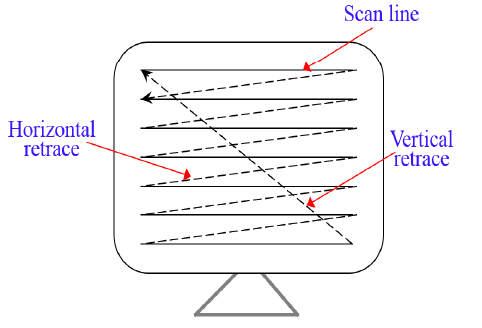 Scan line
Horizontal
retrace
Vertical
retrace